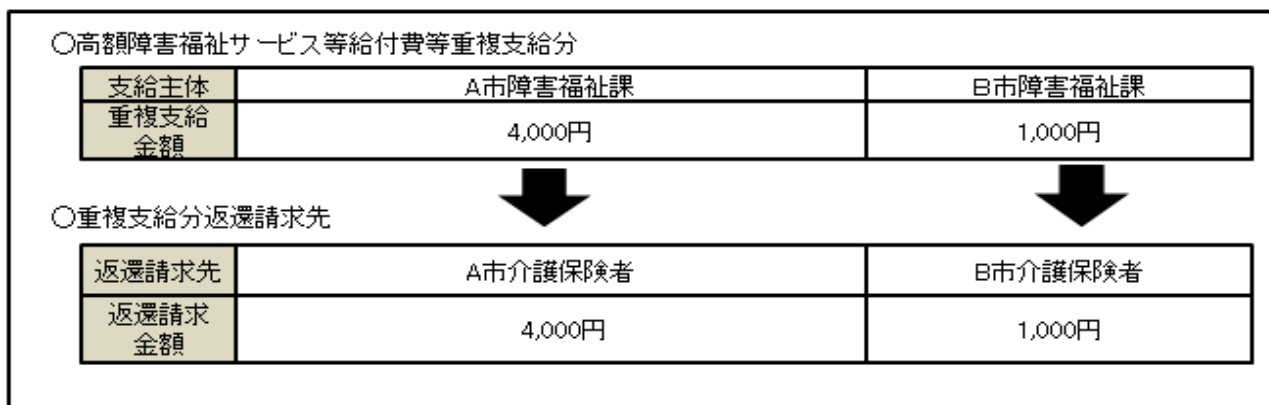 ○高額障害福祉サービス等給付費等重複支給分
支給主体 A市障害福祉課 B市障害福祉課
重複支給
金額 4,000円 1,000円
○重複支給分返還請求先
返還請求先 A市介護保険者 B市介護保険者
返還請求
金額 4,000円 1,000円